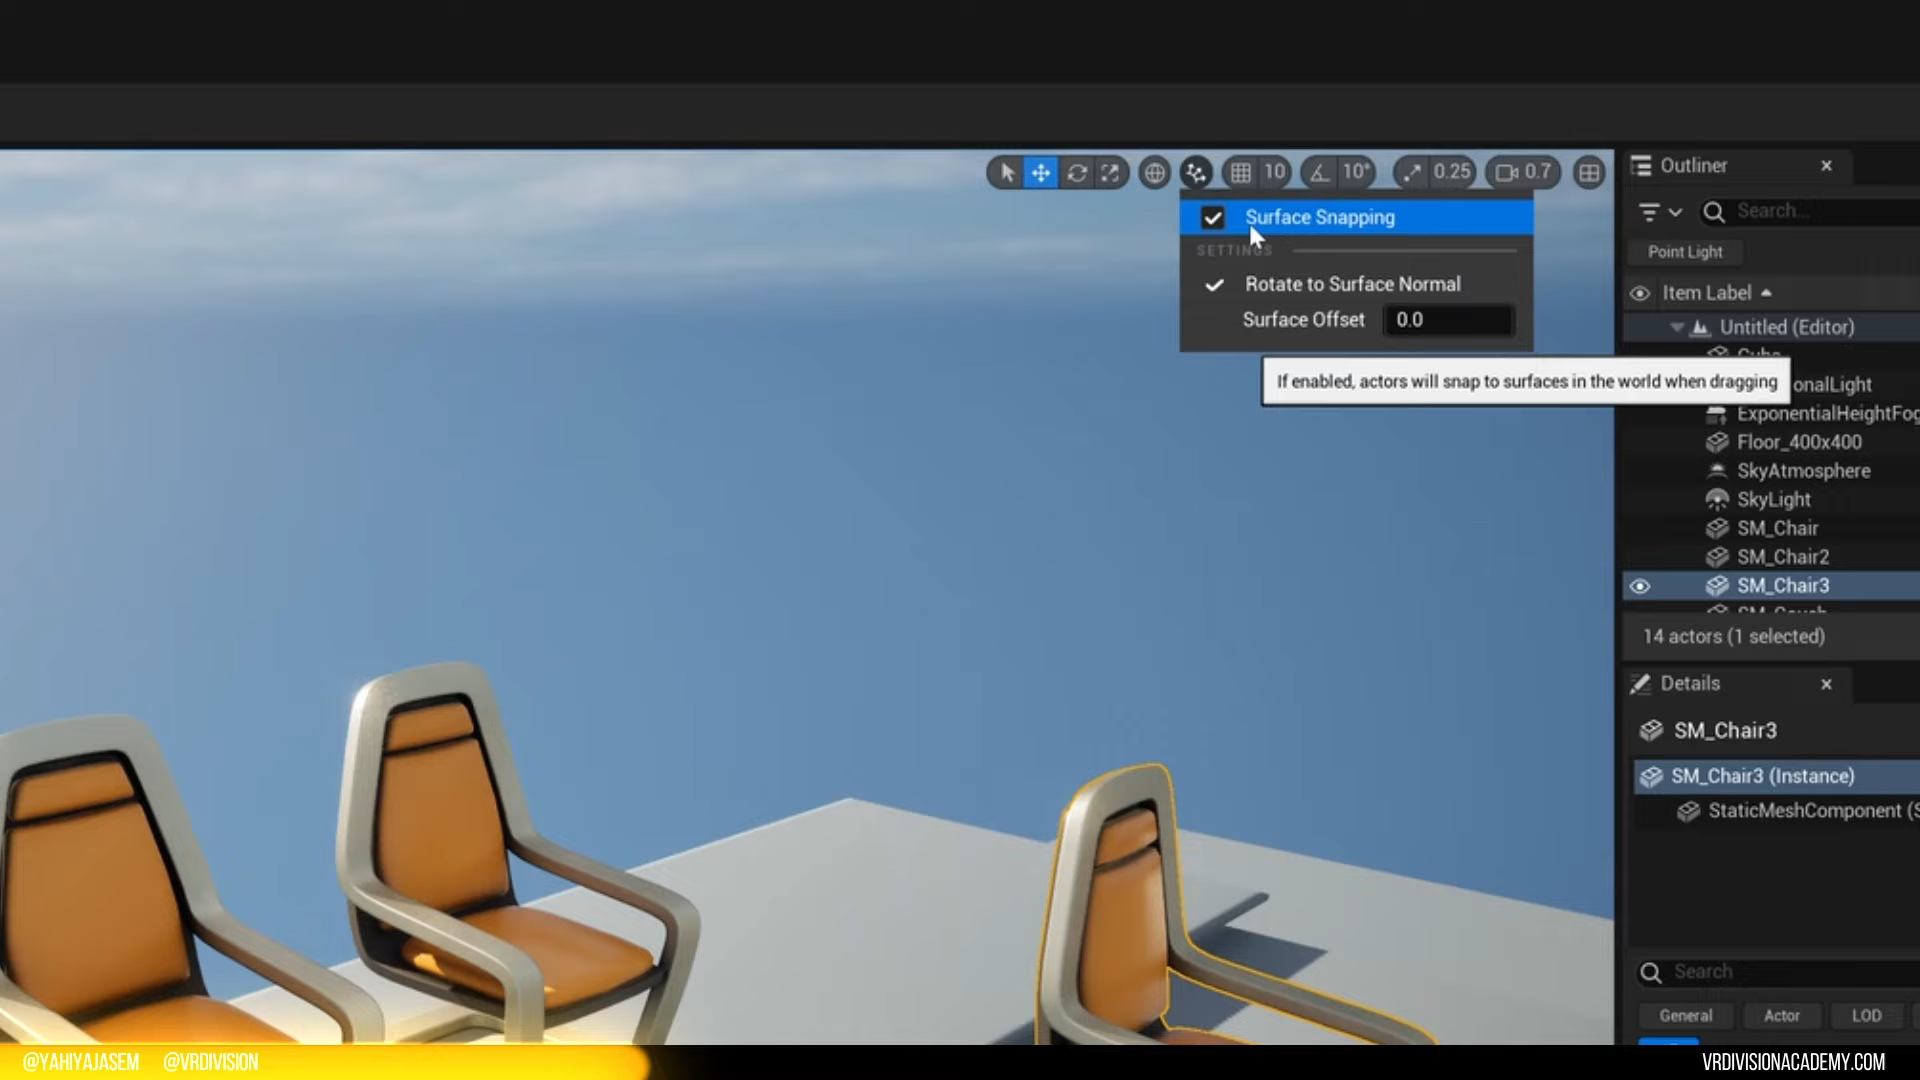 10
10°
0.25
0.7
Surface Snapping
SETTINGS
Rotate to Surface Normal
Surface Offset
0.0
If enabled, actors will snap to surfaces in the world when dragging
Outliner
Search...
Point Light
Item Label
Untitled (Editor)
Cube
onalLight
ExponentialHeightFog
Floor_400x400
SkyAtmosphere
SkyLight
SM_Chair
SM_Chair2
SM_Chair3
SM_Couch
14 actors (1 selected)
Details
SM_Chair3
SM_Chair3 (Instance)
StaticMeshComponent (S
Search
General
Actor
LOD
@YAHIYAJASEM @VRDIVISION
VRDIVISIONACADEMY.COM